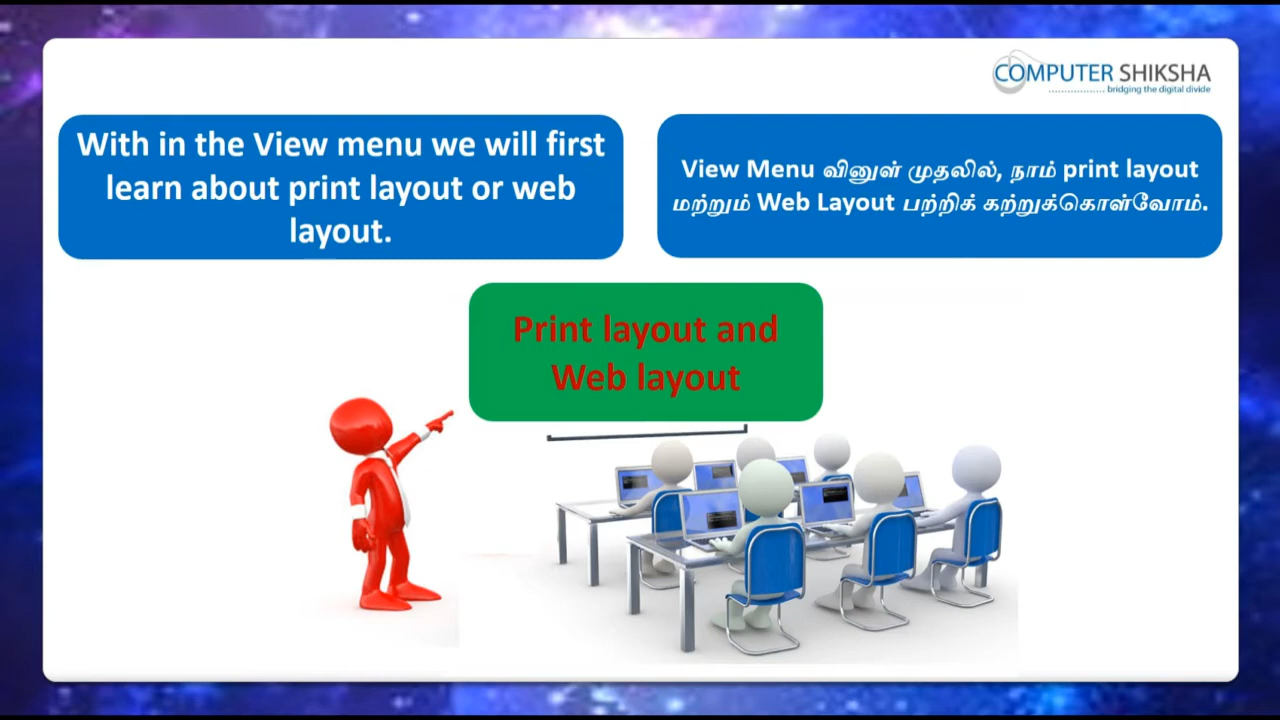 COMPUTER SHIKSHA
bridging the digital divide
With in the View menu we will first
learn about print layout or web
layout.
View Menu வினுள் முதலில், நாம் print layout
மற்றும் Web Layout பற்றிக் கற்றுக்கொள்வோம்.
Print layout and
Web layout